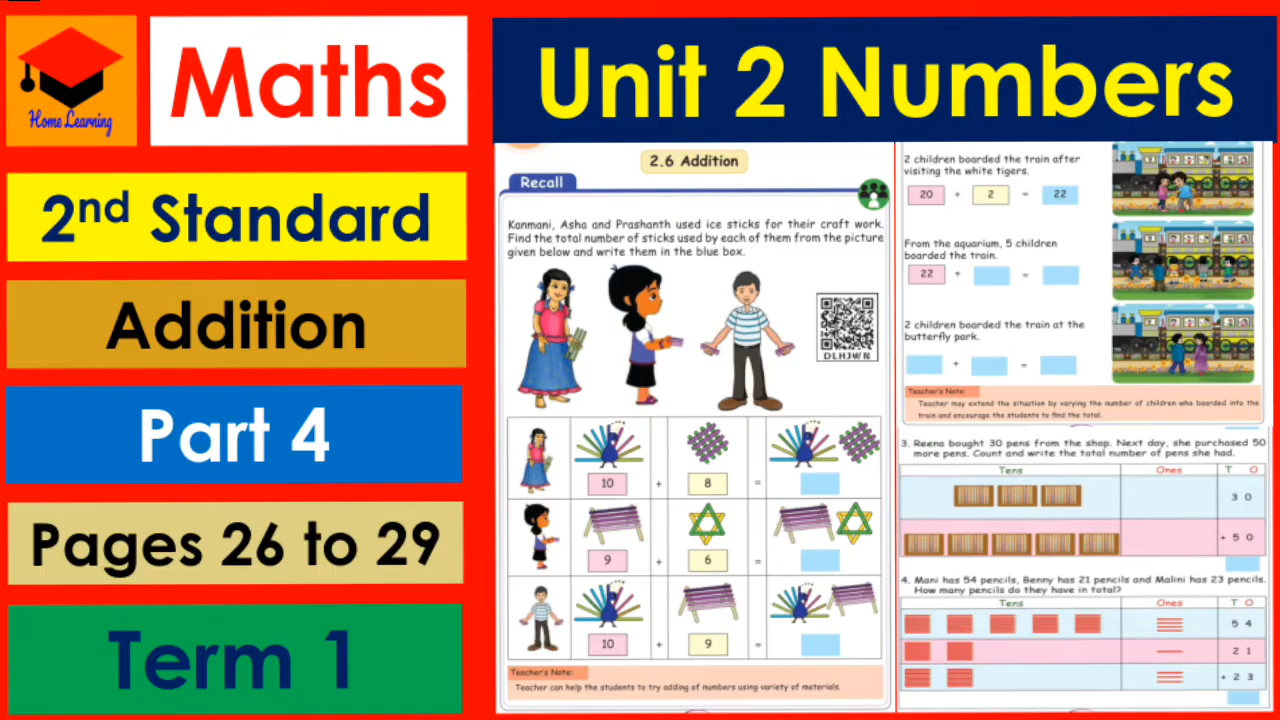 Home Learning
Maths
2nd Standard
Addition
Part 4
Pages 26 to 29
Term 1
Unit 2 Numbers
2.6 Addition
Recall
Kanmani, Asha and Prashanth used ice sticks for their craft work.
Find the total number of sticks used by each of them from the picture
given below and write them in the blue box.
DLHJWN
10 + 8 =
9 + 6 =
10 + 9 =
Teacher's Note:
Teacher can help the students to try adding of numbers using variety of materials.
2 children boarded the train after
visiting the white tigers.
20 + 2 = 22
From the aquarium, 5 children
boarded the train.
22 + =
2 children boarded the train at the
butterfly park.
+ =
Teacher's Note:
Teacher may extend the situation by varying the number of children who boarded into the
train and encourage the students to find the total.
3. Reena bought 30 pens from the shop. Next day, she purchased 50
more pens. Count and write the total number of pens she had.
Tens Ones T O
3 0
+ 5 0
4. Mani has 54 pencils, Benny has 21 pencils and Malini has 23 pencils.
How many pencils do they have in total?
Tens Ones T O
5 4
2 1
+ 2 3